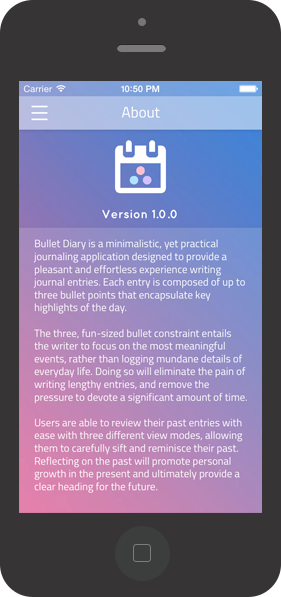 Carrier 10:50 PM
About
Version 1.0.0
Bullet Diary is a minimalistic, yet practical
journaling application designed to provide a
pleasant and effortless experience writing
journal entries. Each entry is composed of up to
three bullet points that encapsulate key
highlights of the day.
The three, fun-sized bullet constraint entails
the writer to focus on the most meaningful
events, rather than logging mundane details of
everyday life. Doing so will eliminate the pain of
writing lengthy entries, and remove the
pressure to devote a significant amount of time.
Users are able to review their past entries with
ease with three different view modes, allowing
them to carefully sift and reminisce their past.
Reflecting on the past will promote personal
growth in the present and ultimately provide a
clear heading for the future.